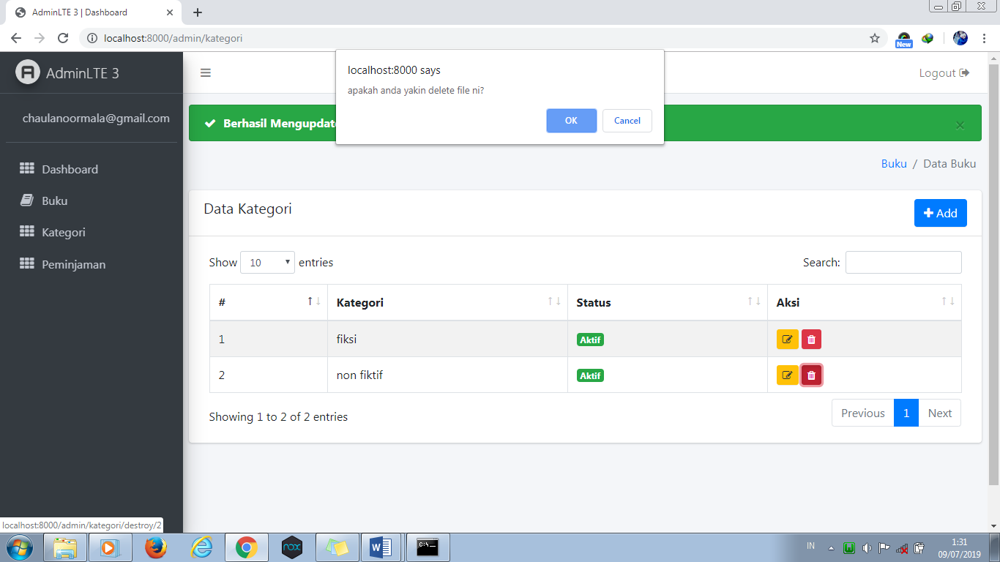 AdminLTE 3 | Dashboard
localhost:8000/admin/kategori
New
AdminLTE 3
Logout
localhost:8000 says
apakah anda yakin delete file ni?
OK
Cancel
chaulanoormala@gmail.com
Berhasil Mengupdate
×
Buku / Data Buku
Dashboard
Buku
Kategori
Peminjaman
Data Kategori
Add
Show 10 entries
Search:
# Kategori Status Aksi
1 fiksi Aktif
2 non fiktif Aktif
Showing 1 to 2 of 2 entries
Previous 1 Next
localhost:8000/admin/kategori/destroy/2
nox
IN
1:31
09/07/2019